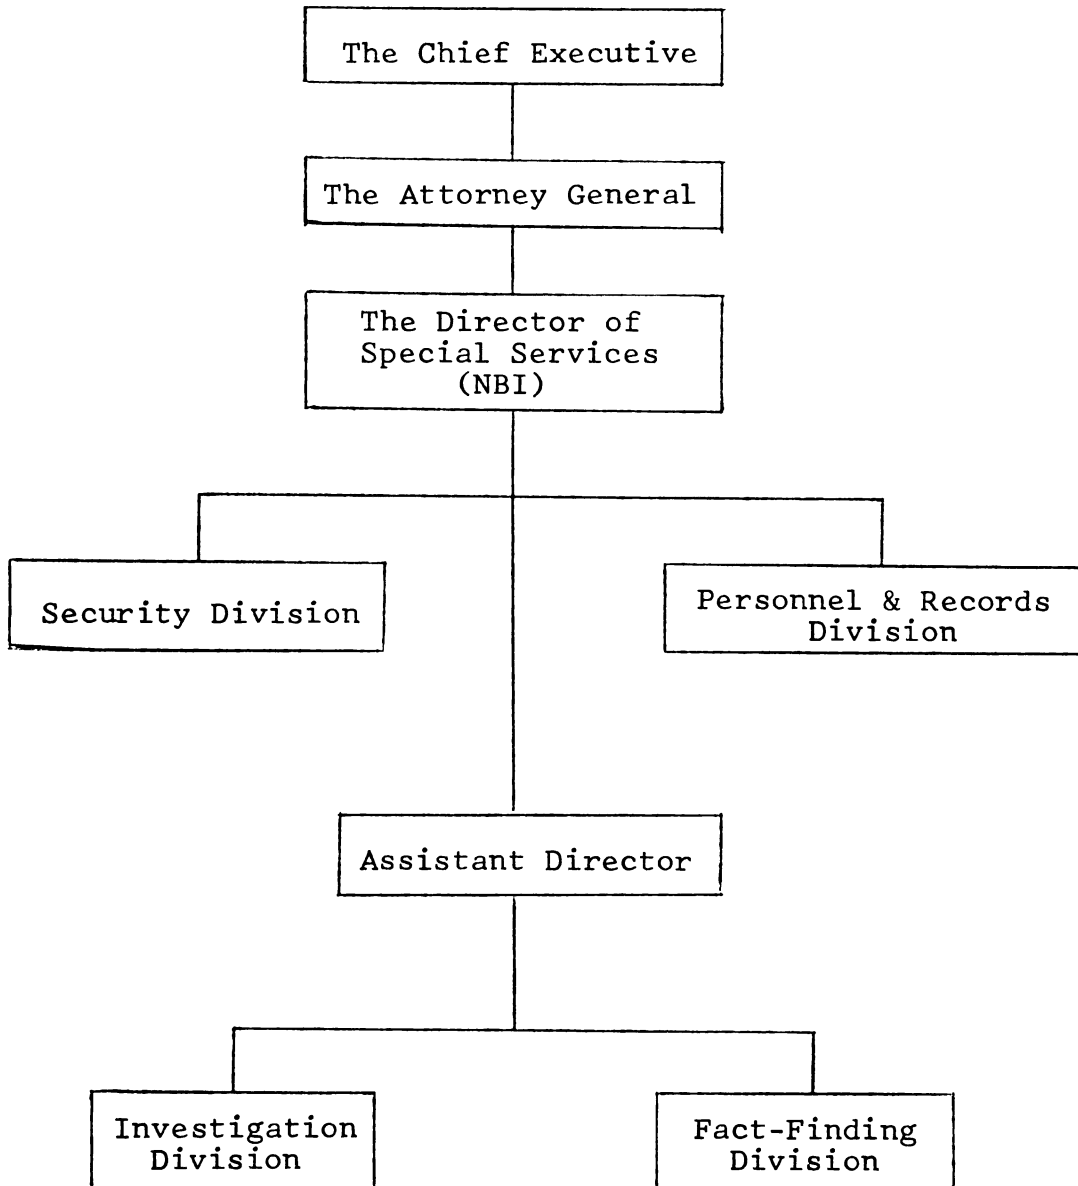 The Chief Executive
The Attorney General
The Director of
Special Services
(NBI)
Security Division
Personnel & Records
Division
Assistant Director
Investigation
Division
Fact-Finding
Division